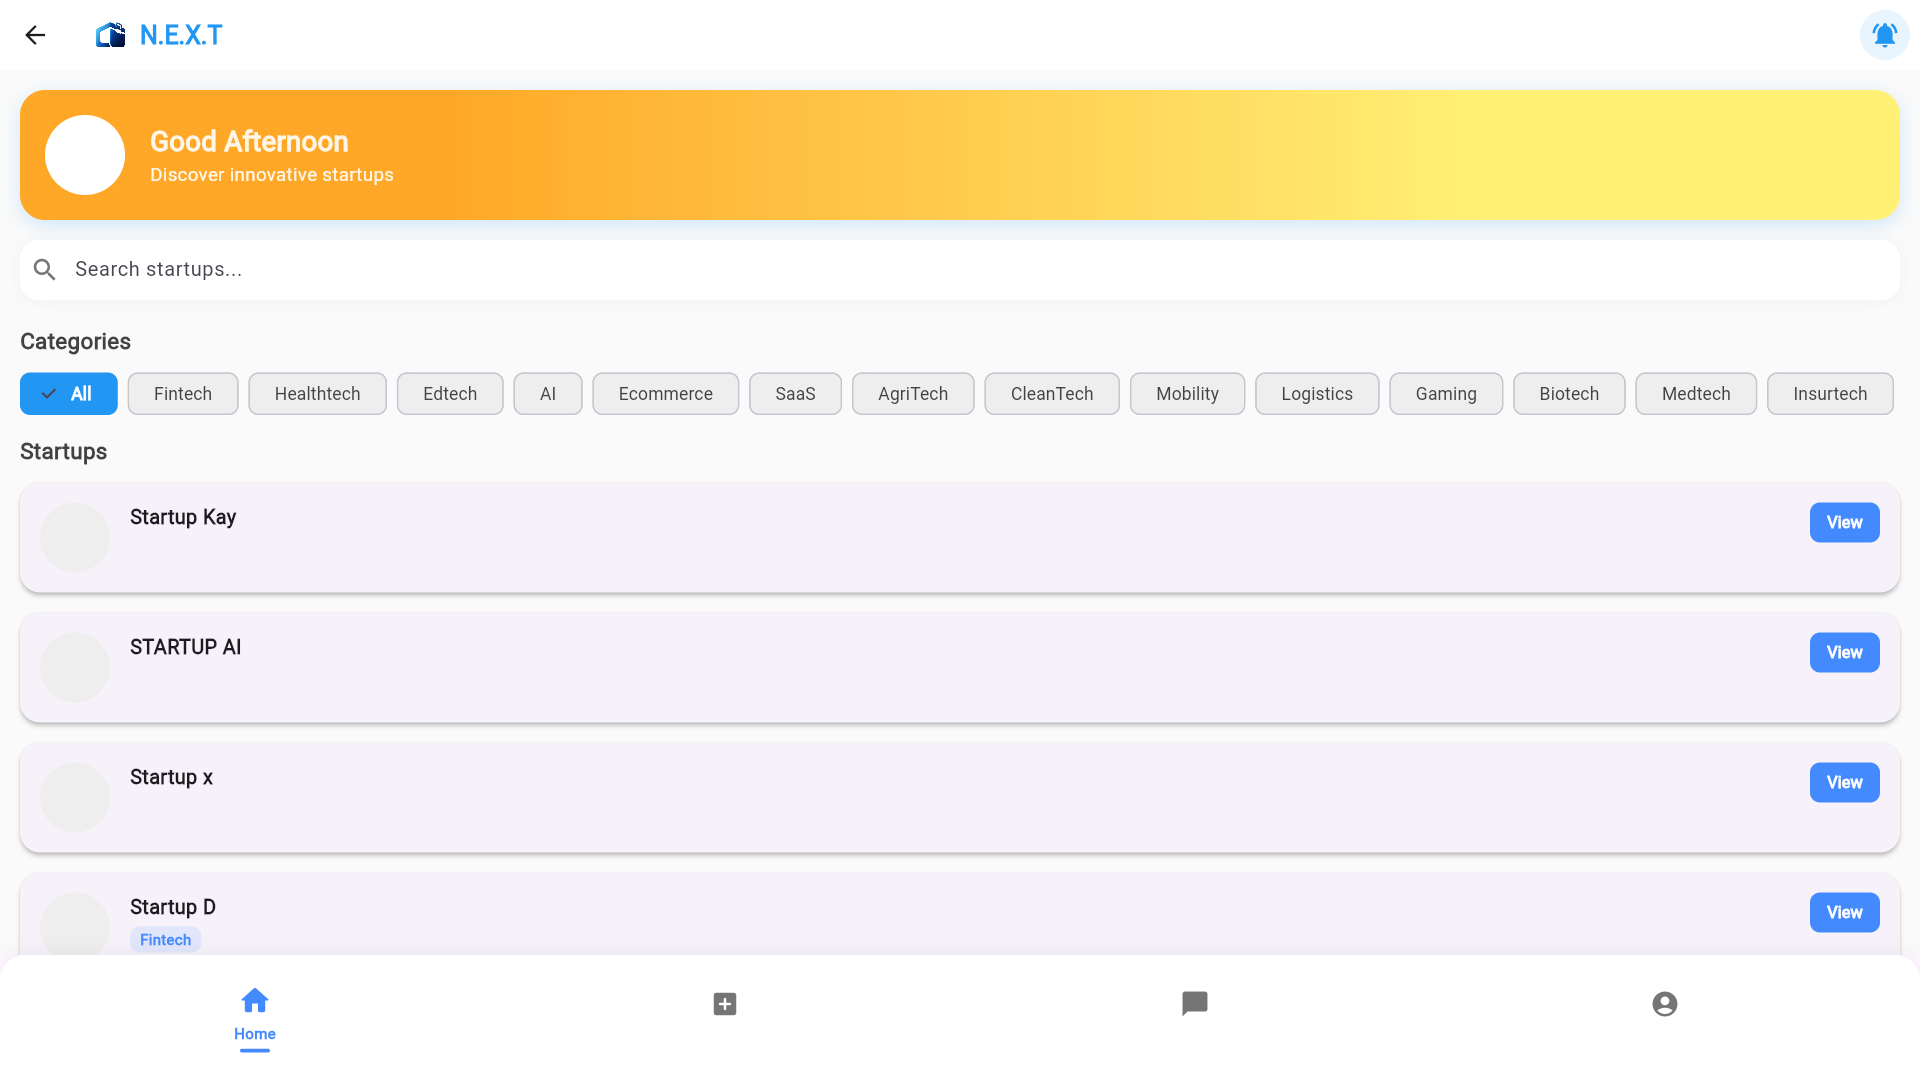 N.E.X.T
Good Afternoon
Discover innovative startups
Search startups...
Categories
All Fintech Healthtech Edtech AI Ecommerce SaaS AgriTech CleanTech Mobility Logistics Gaming Biotech Medtech Insurtech
Startups
Startup Kay
View
STARTUP AI
View
Startup x
View
Startup D
View
Fintech
Home